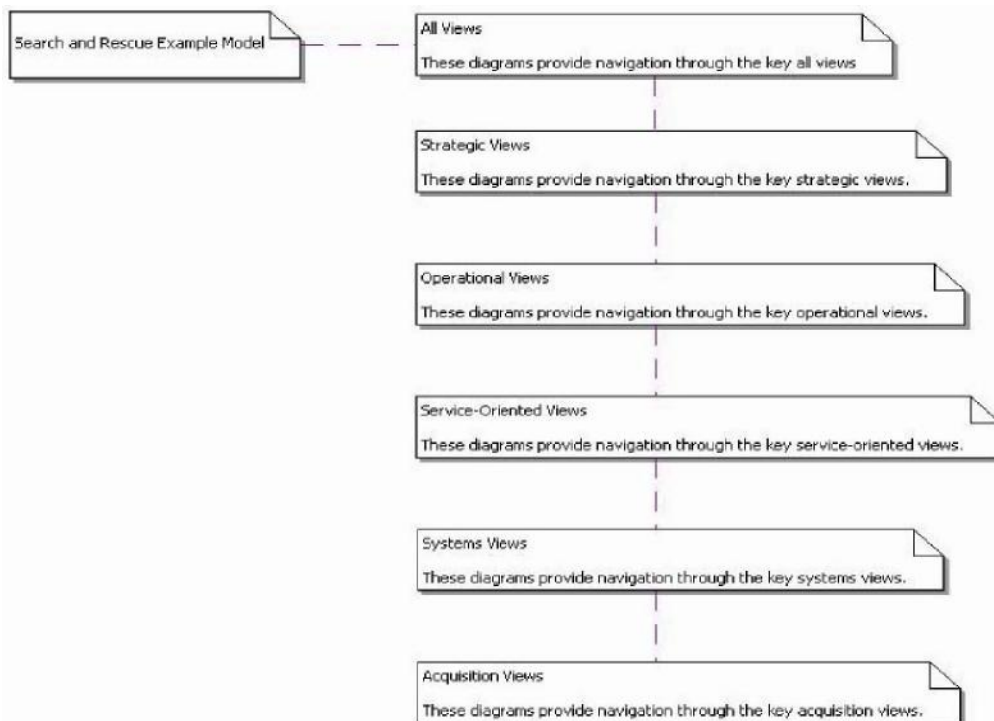 Search and Rescue Example Model
All Views
These diagrams provide navigation through the key all views
Strategic Views
These diagrams provide navigation through the key strategic views.
Operational Views
These diagrams provide navigation through the key operational views.
Service-Oriented Views
These diagrams provide navigation through the key service-oriented views.
Systems Views
These diagrams provide navigation through the key systems views.
Acquisition Views
These diagrams provide navigation through the key acquisition views.